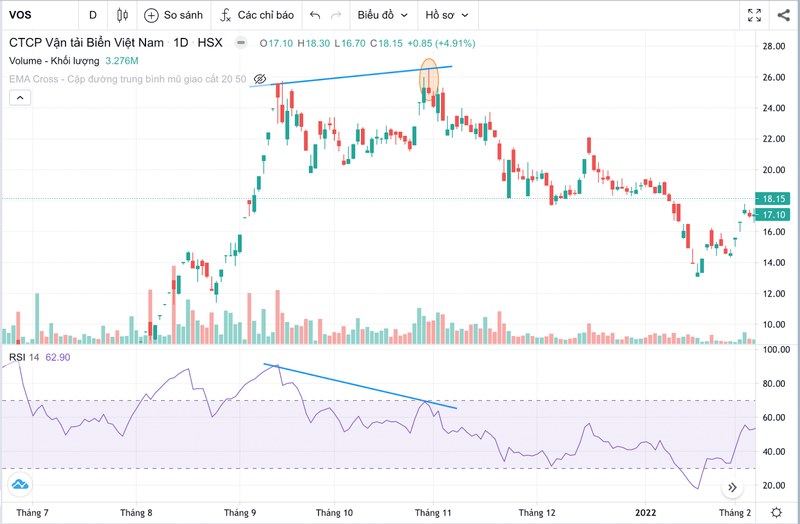 VOS D So sánh Các chỉ báo Biểu đồ Hồ sơ
CTCP Vận tải Biển Việt Nam 1D HSX O17.10 H18.30 L16.70 C18.15 +0.85 (+4.91%)
Volume - Khối lượng 3.276M
EMA Cross - Cặp đường trung bình mũ giao cắt 20 50
28.00
26.00
24.00
22.00
20.00
18.15
17.10
16.00
14.00
12.00
10.00
RSI 14 62.90
100.00
80.00
60.00
40.00
20.00
Tháng 7 Tháng 8 Tháng 9 Tháng 10 Tháng 11 Tháng 12 2022 Tháng 2